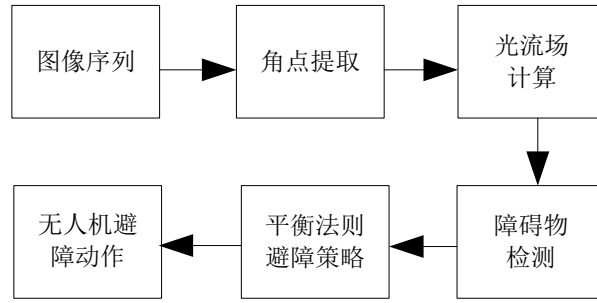 图像序列
角点提取
光流场
计算
障碍物
检测
平衡法则
避障策略
无人机避
障动作